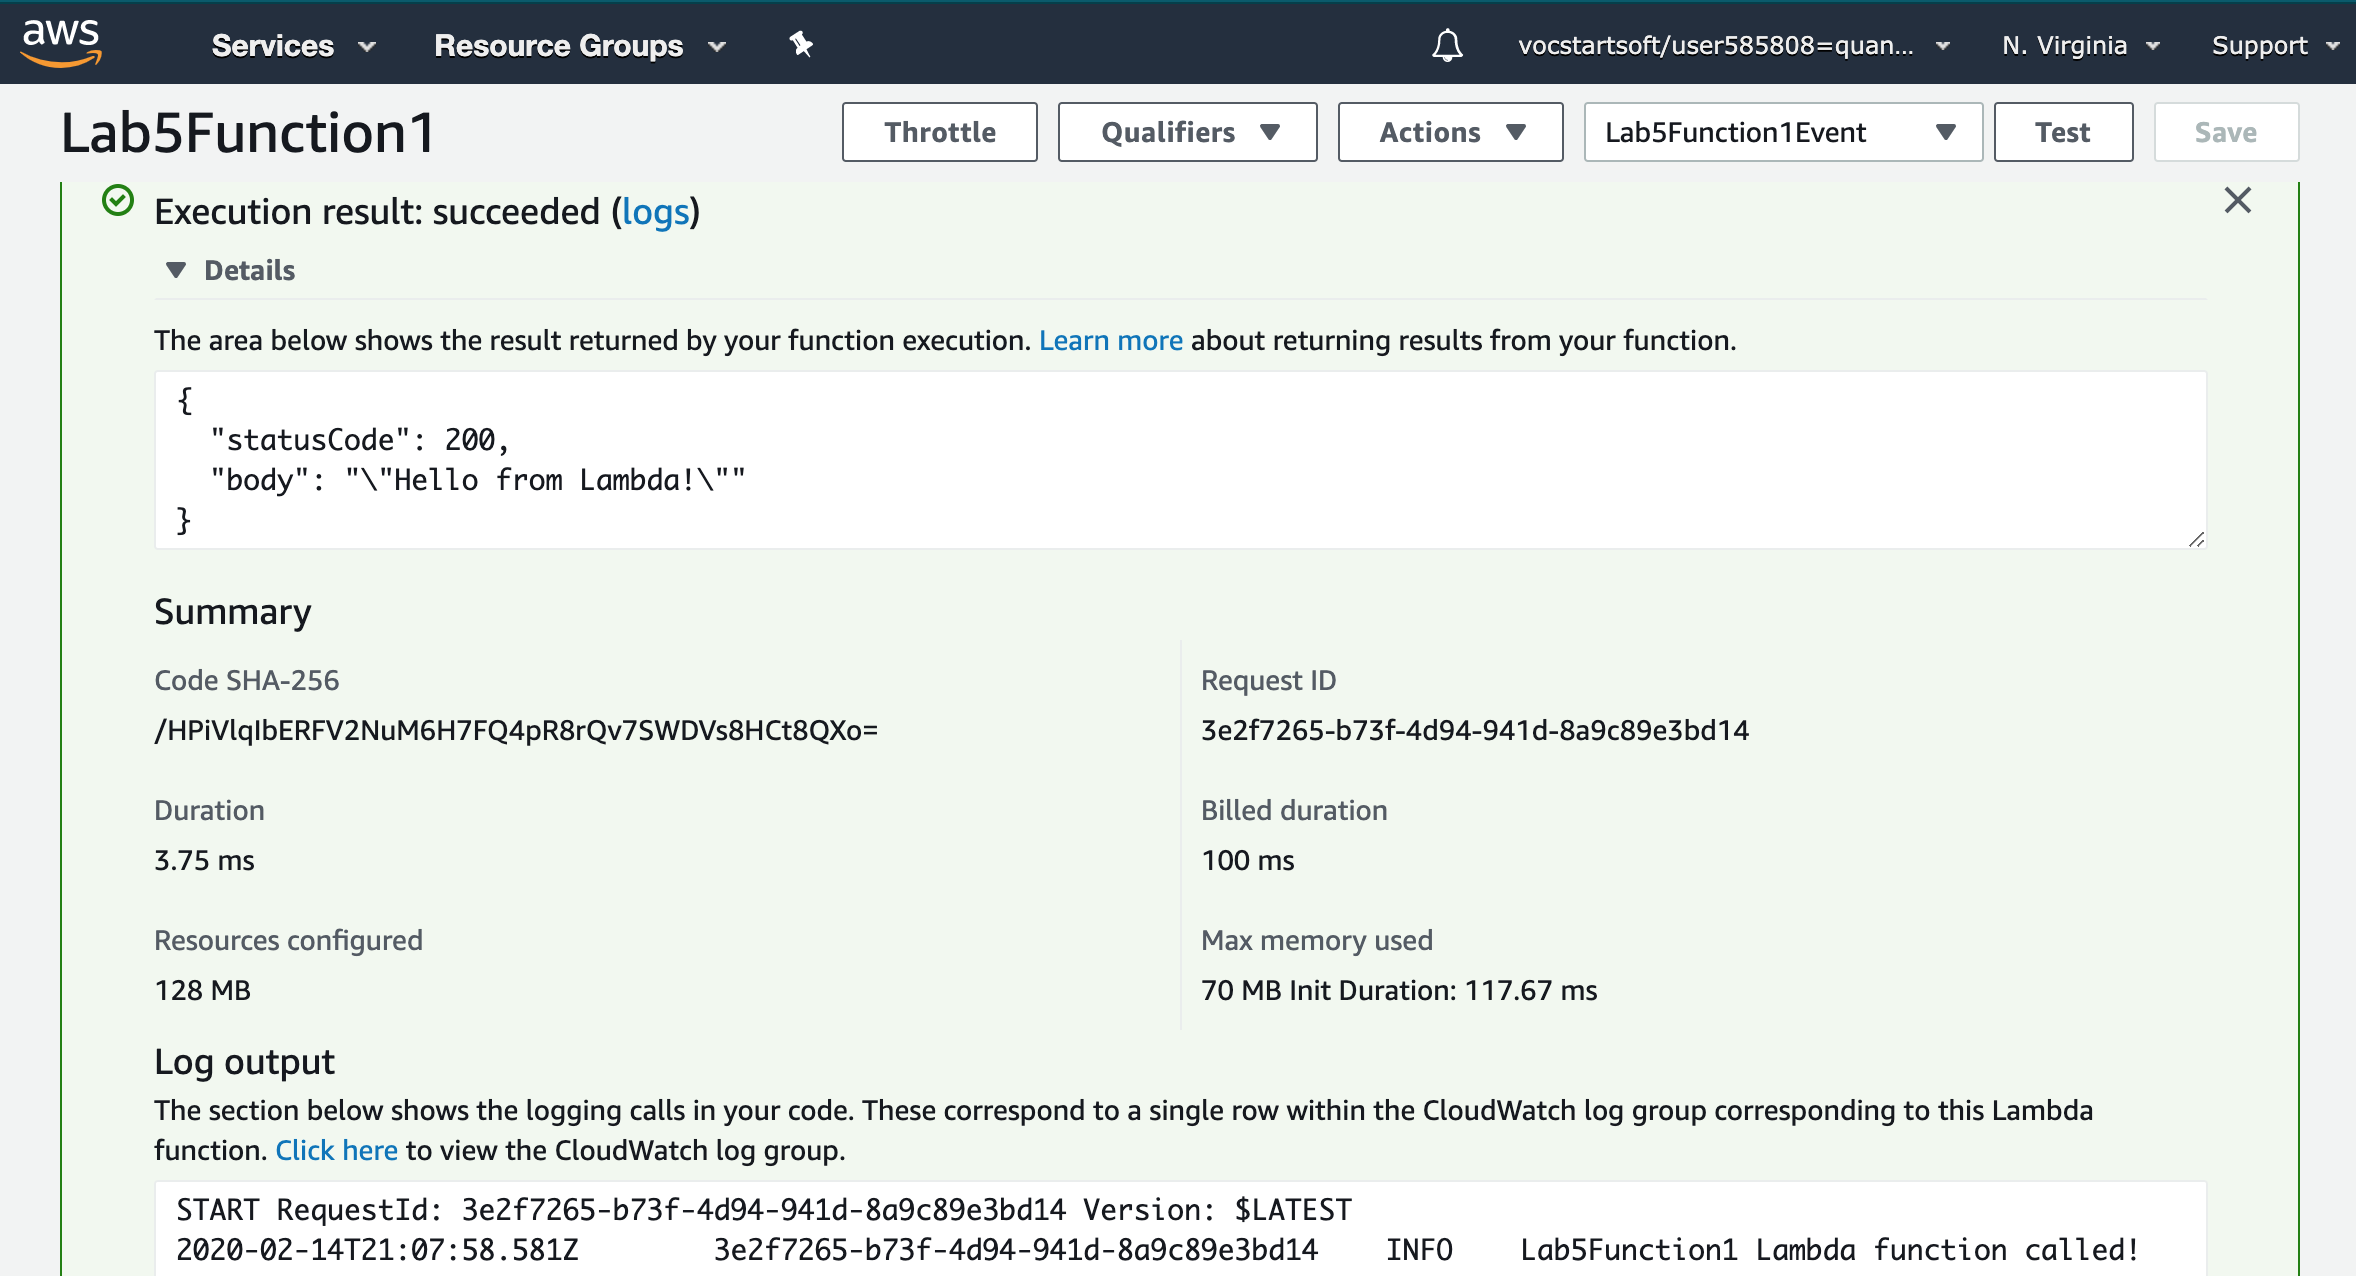 aws Services Resource Groups vocstartsoft/user585808=quan... N. Virginia Support
Lab5Function1 Throttle Qualifiers Actions Lab5Function1Event Test Save
Execution result: succeeded (logs)
Details
The area below shows the result returned by your function execution. Learn more about returning results from your function.
{
"statusCode": 200,
"body": "\"Hello from Lambda!\""
}
Summary
Code SHA-256
/HPiVlqIbERFV2NuM6H7FQ4pR8rQv7SWDVs8HCt8QXo=
Request ID
3e2f7265-b73f-4d94-941d-8a9c89e3bd14
Duration
3.75 ms
Billed duration
100 ms
Resources configured
128 MB
Max memory used
70 MB Init Duration: 117.67 ms
Log output
The section below shows the logging calls in your code. These correspond to a single row within the CloudWatch log group corresponding to this Lambda
function. Click here to view the CloudWatch log group.
START RequestId: 3e2f7265-b73f-4d94-941d-8a9c89e3bd14 Version: $LATEST
2020-02-14T21:07:58.581Z 3e2f7265-b73f-4d94-941d-8a9c89e3bd14 INFO Lab5Function1 Lambda function called!